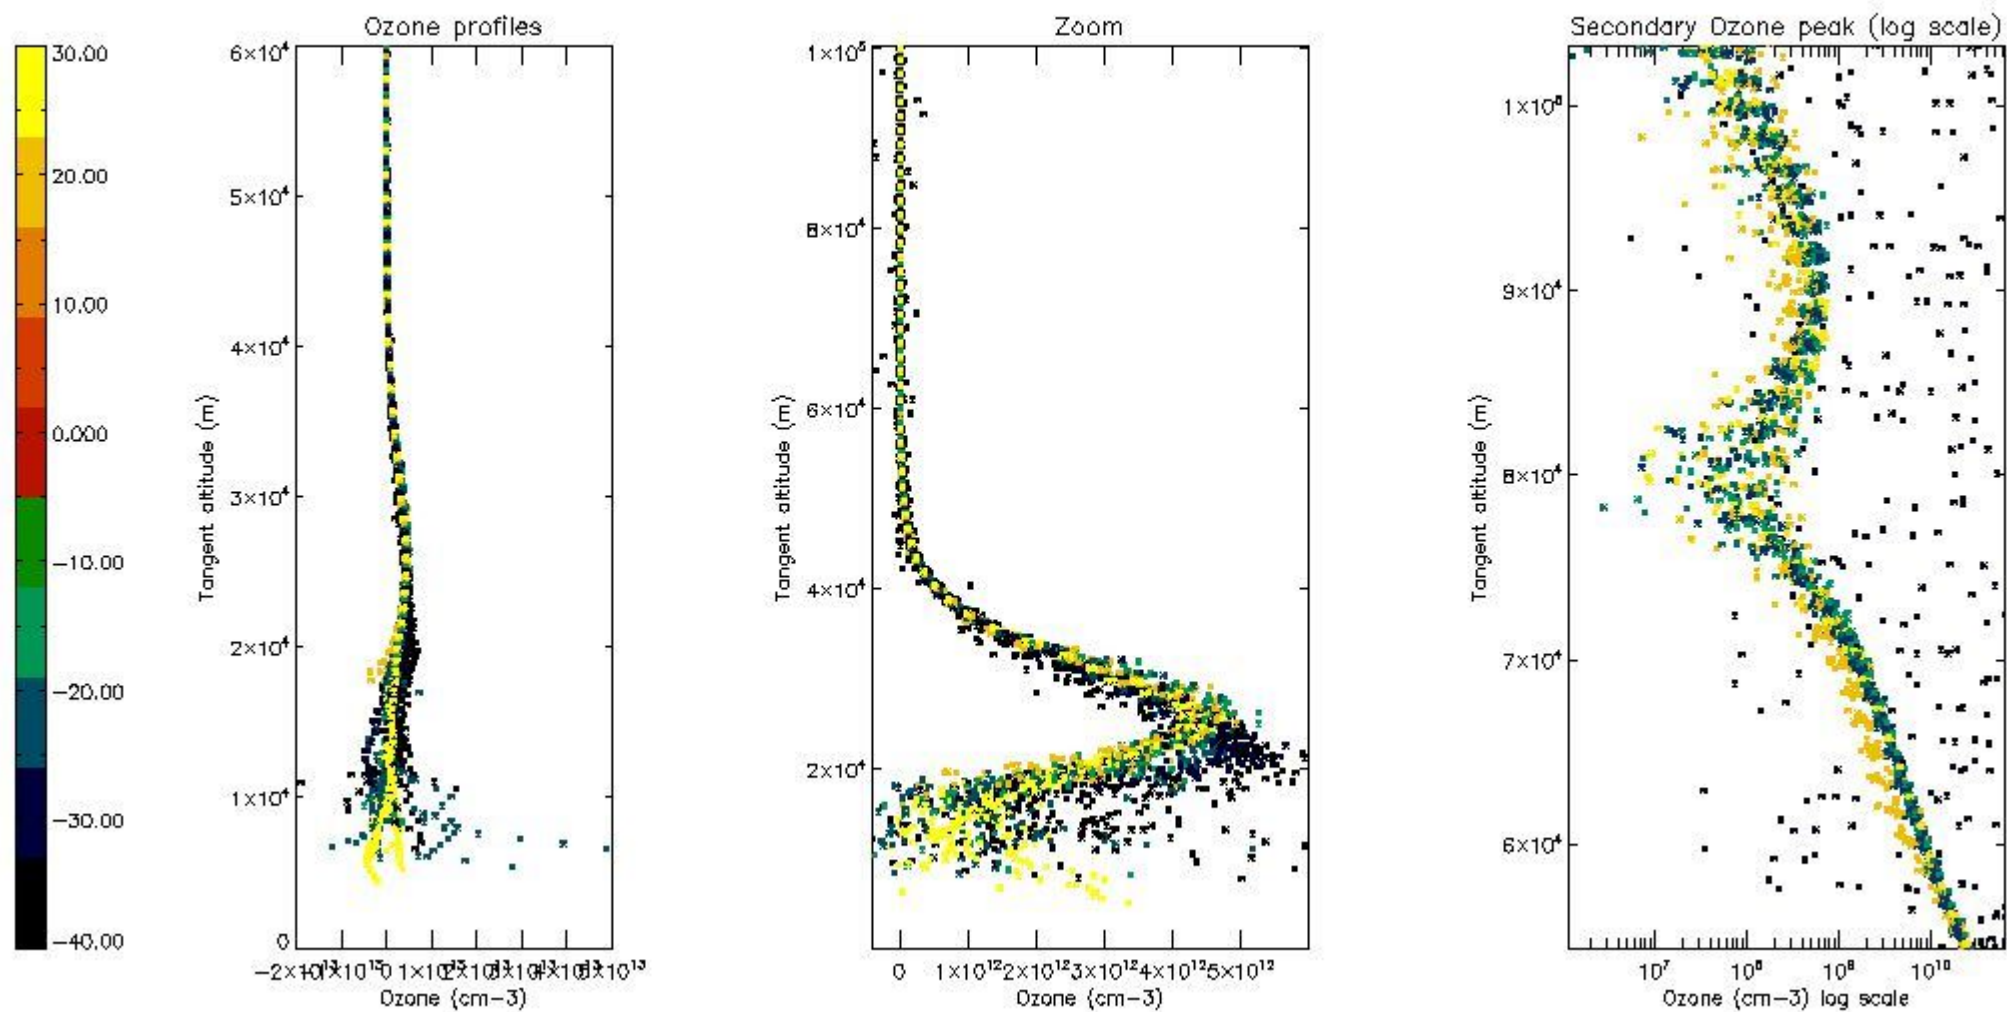 Ozone profiles
Zoom
Secondary Ozone peak (log scale)
30.00
20.00
10.00
0.000
−10.00
−20.00
−30.00
−40.00
6×10⁴
5×10⁴
4×10⁴
3×10⁴
2×10⁴
1×10⁴
0
Tangent altitude (m)
Ozone (cm−3)
1×10⁵
8×10⁴
6×10⁴
4×10⁴
2×10⁴
Tangent altitude (m)
0 1×10¹² 2×10¹² 3×10¹² 4×10¹² 5×10¹²
Ozone (cm−3)
1×10⁵
9×10⁴
8×10⁴
7×10⁴
6×10⁴
Tangent altitude (m)
10⁷ 10⁸ 10⁹ 10¹⁰
Ozone (cm−3) log scale